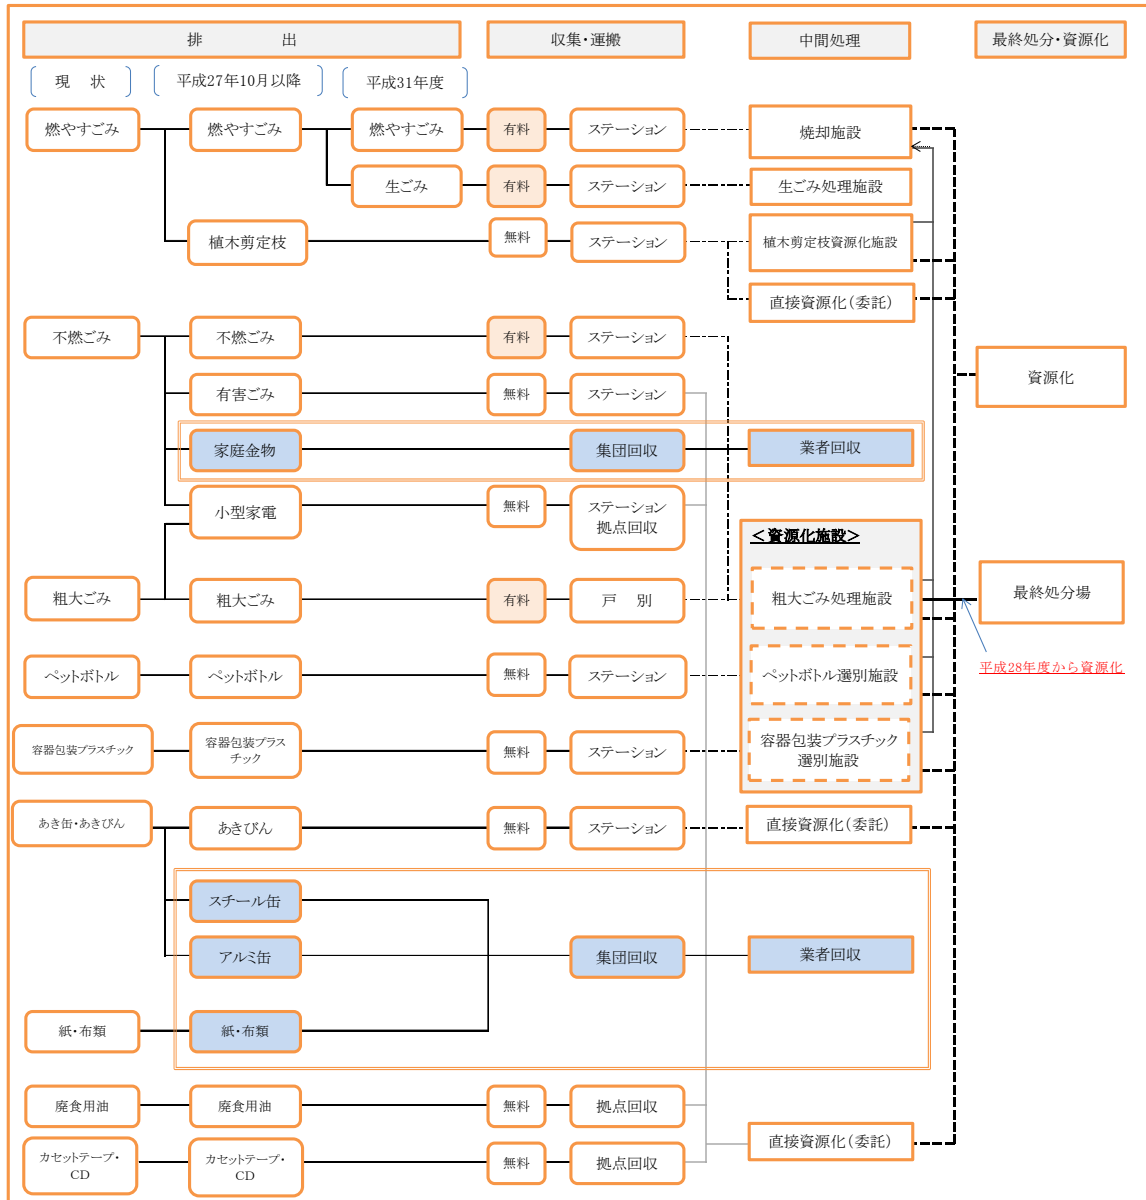 排　出
収集・運搬
中間処理
最終処分・資源化
現　状
平成27年10月以降
平成31年度
燃やすごみ
燃やすごみ
燃やすごみ
有料
ステーション
焼却施設
生ごみ
有料
ステーション
生ごみ処理施設
植木剪定枝
無料
ステーション
植木剪定枝資源化施設
直接資源化（委託）
不燃ごみ
不燃ごみ
有料
ステーション
資源化
有害ごみ
無料
ステーション
家庭金物
集団回収
業者回収
小型家電
無料
ステーション
拠点回収
＜資源化施設＞
粗大ごみ
粗大ごみ
有料
戸　別
粗大ごみ処理施設
最終処分場
平成28年度から資源化
ペットボトル
ペットボトル
無料
ステーション
ペットボトル選別施設
容器包装プラスチック
容器包装プラス
チック
無料
ステーション
容器包装プラスチック
選別施設
あき缶・あきびん
あきびん
無料
ステーション
直接資源化（委託）
スチール缶
アルミ缶
集団回収
業者回収
紙・布類
紙・布類
廃食用油
廃食用油
無料
拠点回収
直接資源化（委託）
カセットテープ・
CD
カセットテープ・
CD
無料
拠点回収